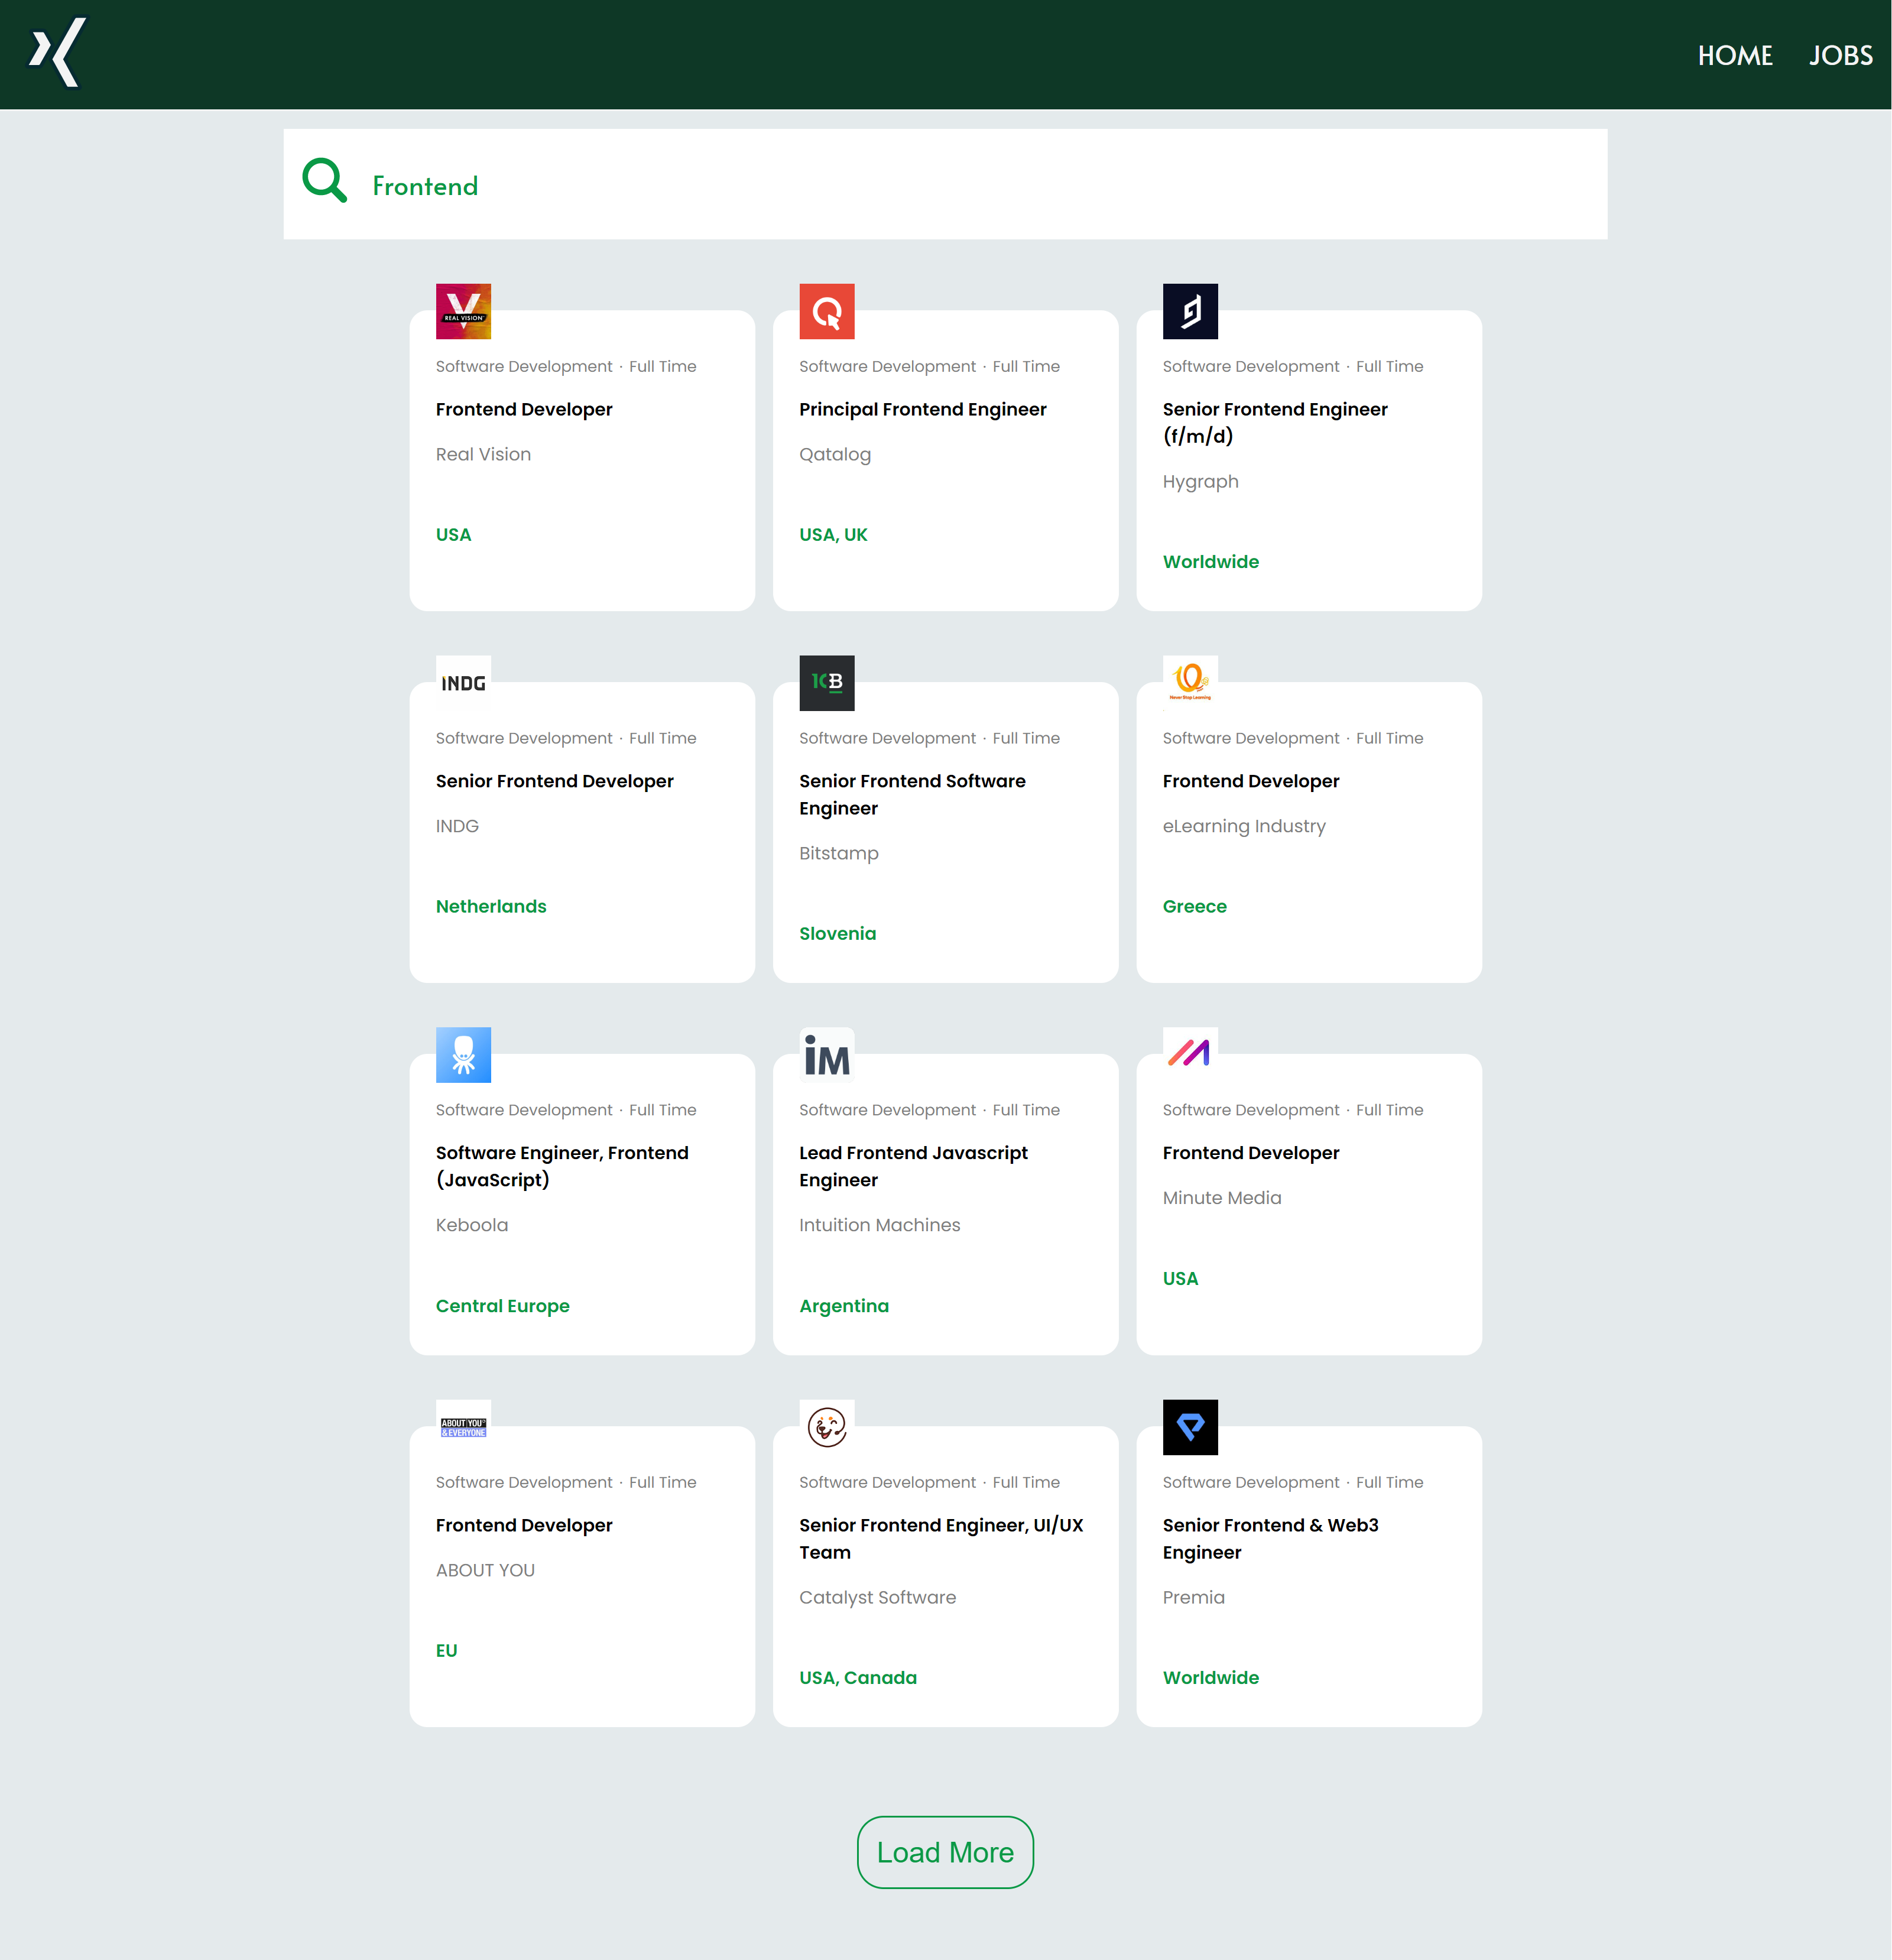 HOME JOBS
Frontend
REAL VISION
Software Development · Full Time
Frontend Developer
Real Vision
USA
Software Development · Full Time
Principal Frontend Engineer
Qatalog
USA, UK
Software Development · Full Time
Senior Frontend Engineer
(f/m/d)
Hygraph
Worldwide
INDG
Software Development · Full Time
Senior Frontend Developer
INDG
Netherlands
Software Development · Full Time
Senior Frontend Software
Engineer
Bitstamp
Slovenia
Never Stop Learning
Software Development · Full Time
Frontend Developer
eLearning Industry
Greece
Software Development · Full Time
Software Engineer, Frontend
(JavaScript)
Keboola
Central Europe
iM
Software Development · Full Time
Lead Frontend Javascript
Engineer
Intuition Machines
Argentina
Software Development · Full Time
Frontend Developer
Minute Media
USA
ABOUT YOU
& EVERYONE
Software Development · Full Time
Frontend Developer
ABOUT YOU
EU
Software Development · Full Time
Senior Frontend Engineer, UI/UX
Team
Catalyst Software
USA, Canada
Software Development · Full Time
Senior Frontend & Web3
Engineer
Premia
Worldwide
Load More